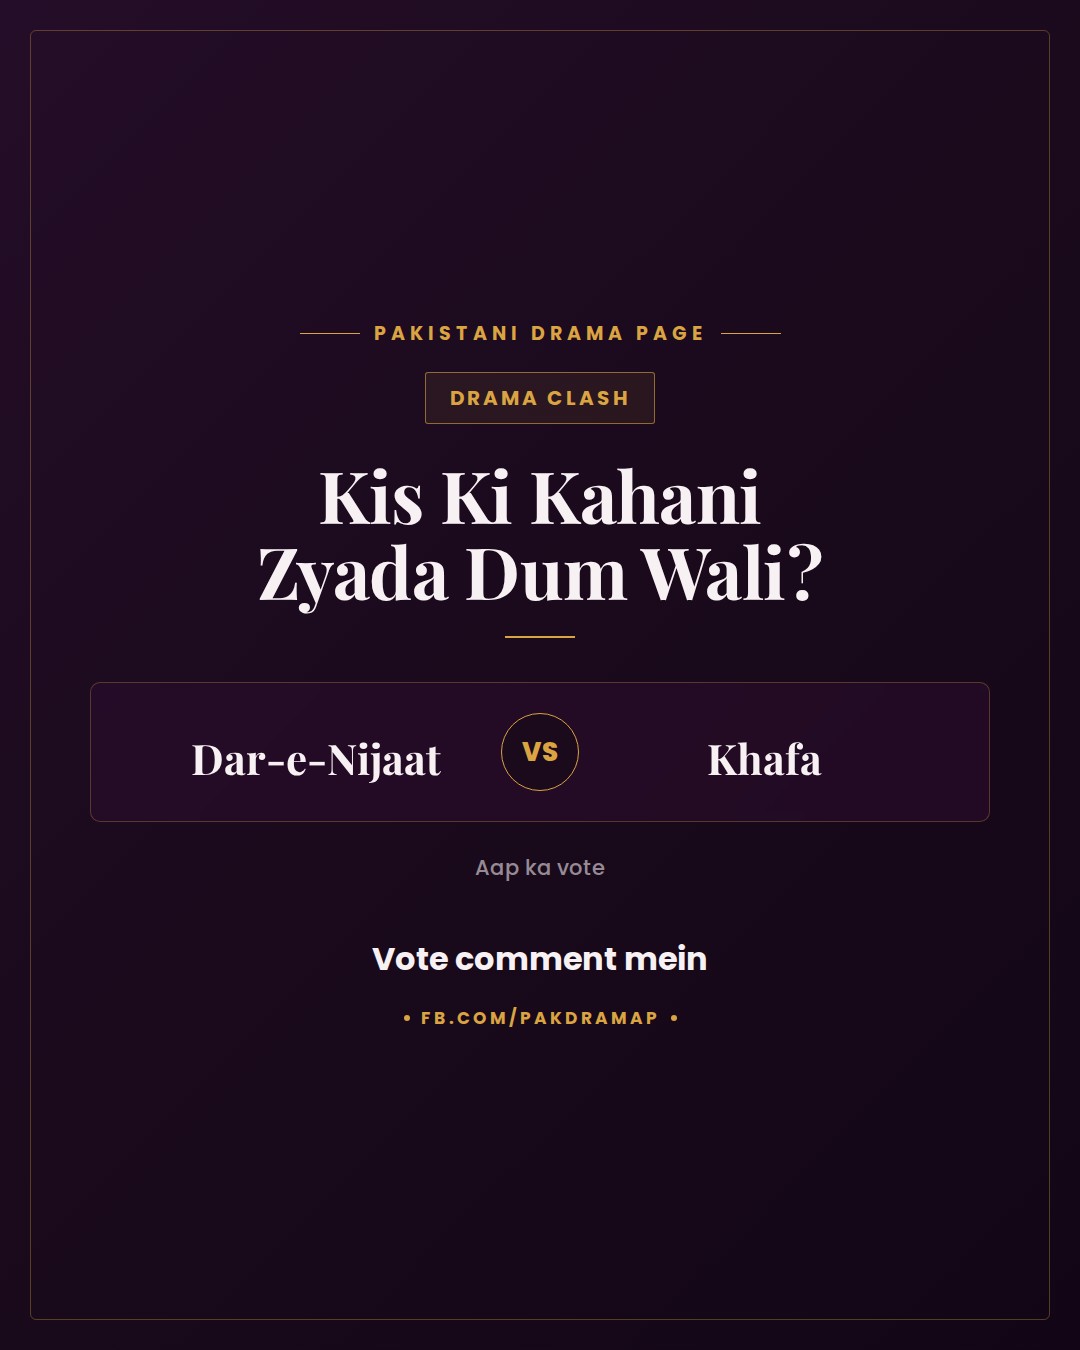 PAKISTANI DRAMA PAGE
DRAMA CLASH
Kis Ki Kahani
Zyada Dum Wali?
Dar-e-Nijaat VS Khafa
Aap ka vote
Vote comment mein
• FB.COM/PAKDRAMAP •